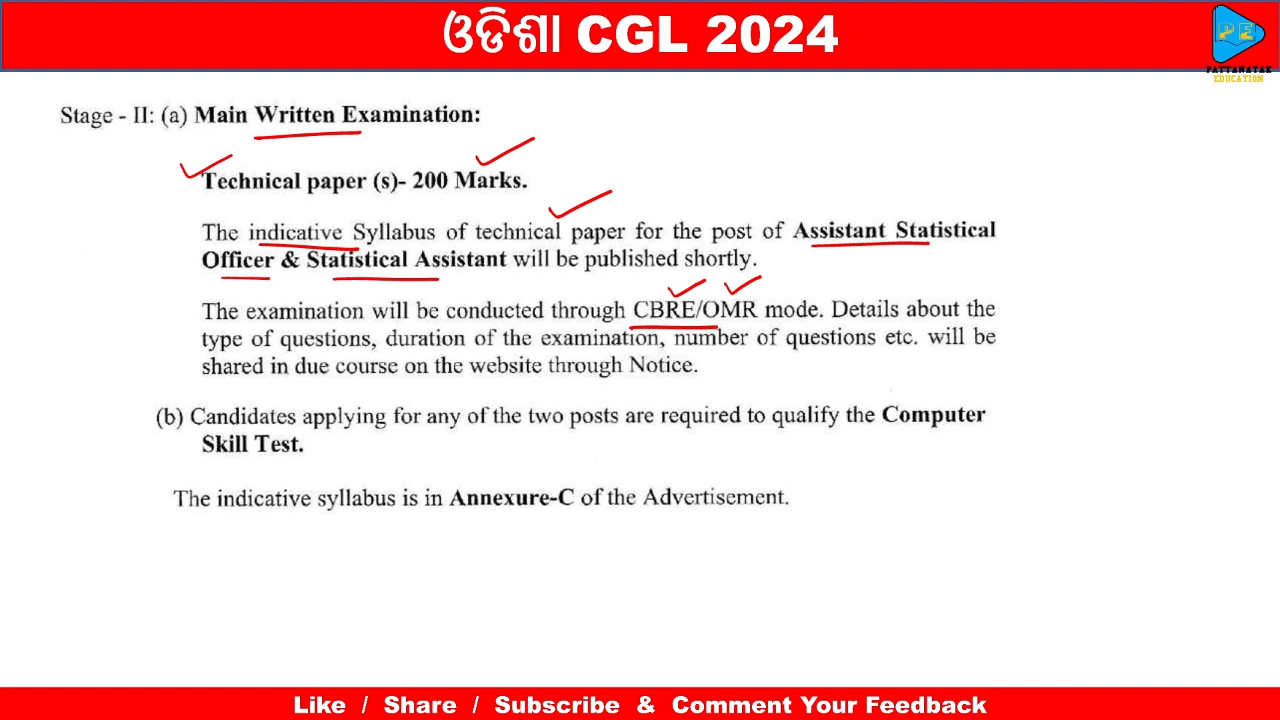 ଓଡିଶା CGL 2024
PE
PATTANAYAK
EDUCATION
Stage - II: (a) Main Written Examination:
Technical paper (s)- 200 Marks.
The indicative Syllabus of technical paper for the post of Assistant Statistical
Officer & Statistical Assistant will be published shortly.
The examination will be conducted through CBRE/OMR mode. Details about the
type of questions, duration of the examination, number of questions etc. will be
shared in due course on the website through Notice.
(b) Candidates applying for any of the two posts are required to qualify the Computer
Skill Test.
The indicative syllabus is in Annexure-C of the Advertisement.
Like / Share / Subscribe & Comment Your Feedback